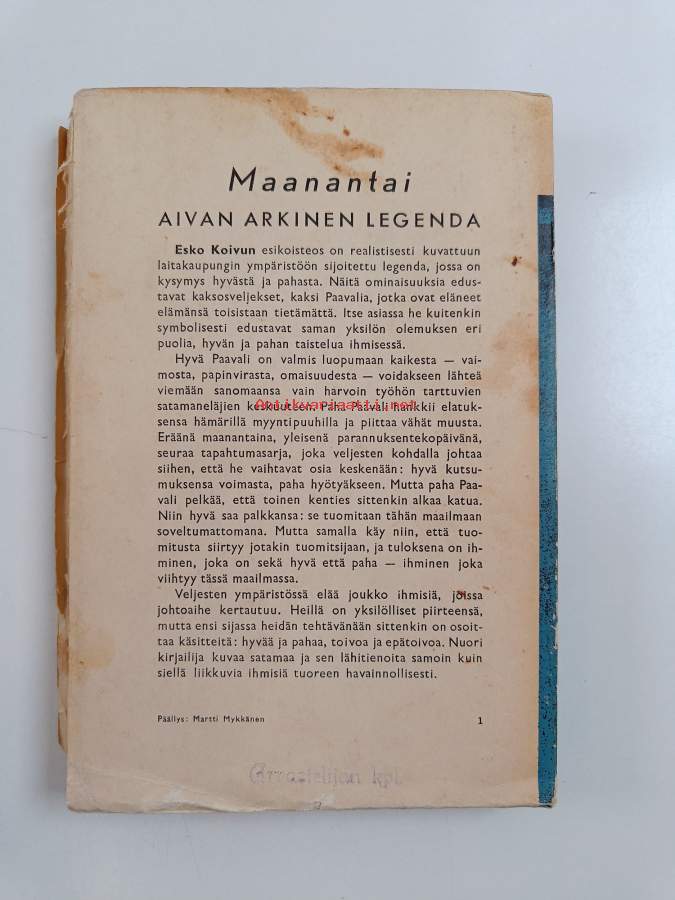 Maanantai
AIVAN ARKINEN LEGENDA
Esko Koivun esikoisteos on realistisesti kuvattuun
laitakaupungin ympäristöön sijoitettu legenda, jossa on
kysymys hyvästä ja pahasta. Näitä ominaisuuksia edus-
tavat kaksosveljekset, kaksi Paavalia, jotka ovat eläneet
elämänsä toisistaan tietämättä. Itse asiassa he kuitenkin
symbolisesti edustavat saman yksilön olemuksen eri
puolia, hyvän ja pahan taistelua ihmisessä.
Hyvä Paavali on valmis luopumaan kaikesta — vai-
mosta, papinvirasta, omaisuudesta — voidakseen lähteä
viemään sanomaansa vain harvoin työhön tarttuvien
satamaneläjien keskuuteen. Paha Paavali hankkii elatuk-
Antikvariaatti.net
sensa hämärillä myyntipuuhilla ja piittaa vähät muusta.
Eräänä maanantaina, yleisenä parannuksentekopäivänä,
seuraa tapahtumasarja, joka veljesten kohdalla johtaa
siihen, että he vaihtavat osia keskenään: hyvä kutsu-
muksensa voimasta, paha hyötyäkseen. Mutta paha Paa-
vali pelkää, että toinen kenties sittenkin alkaa katua.
Niin hyvä saa palkkansa: se tuomitaan tähän maailmaan
soveltumattomana. Mutta samalla käy niin, että tuo-
mitusta siirtyy jotakin tuomitsijaan, ja tuloksena on ih-
minen, joka on sekä hyvä että paha — ihminen joka
viihtyy tässä maailmassa.
Veljesten ympäristössä elää joukko ihmisiä, joissa
johtoaihe kertautuu. Heillä on yksilölliset piirteensä,
mutta ensi sijassa heidän tehtävänään sittenkin on osoit-
taa käsitteitä: hyvää ja pahaa, toivoa ja epätoivoa. Nuori
kirjailija kuvaa satamaa ja sen lähitienoita samoin kuin
siellä liikkuvia ihmisiä tuoreen havainnollisesti.
Päällys: Martti Mykkänen 1
Arvostelijan kpl.